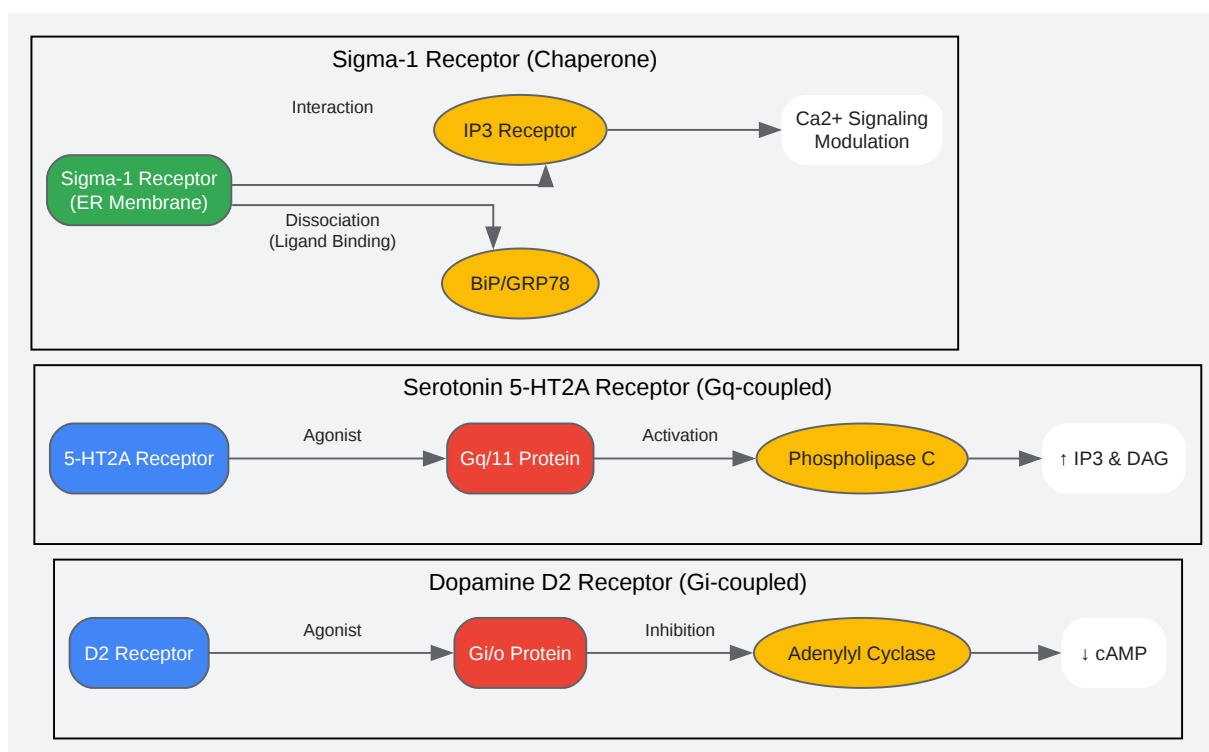 Sigma-1 Receptor (Chaperone)
Interaction
IP3 Receptor
Ca2+ Signaling
Modulation
Sigma-1 Receptor
(ER Membrane)
Dissociation
(Ligand Binding)
BiP/GRP78
Serotonin 5-HT2A Receptor (Gq-coupled)
5-HT2A Receptor
Agonist
Gq/11 Protein
Activation
Phospholipase C
↑ IP3 & DAG
Dopamine D2 Receptor (Gi-coupled)
D2 Receptor
Agonist
Gi/o Protein
Inhibition
Adenylyl Cyclase
↓ cAMP